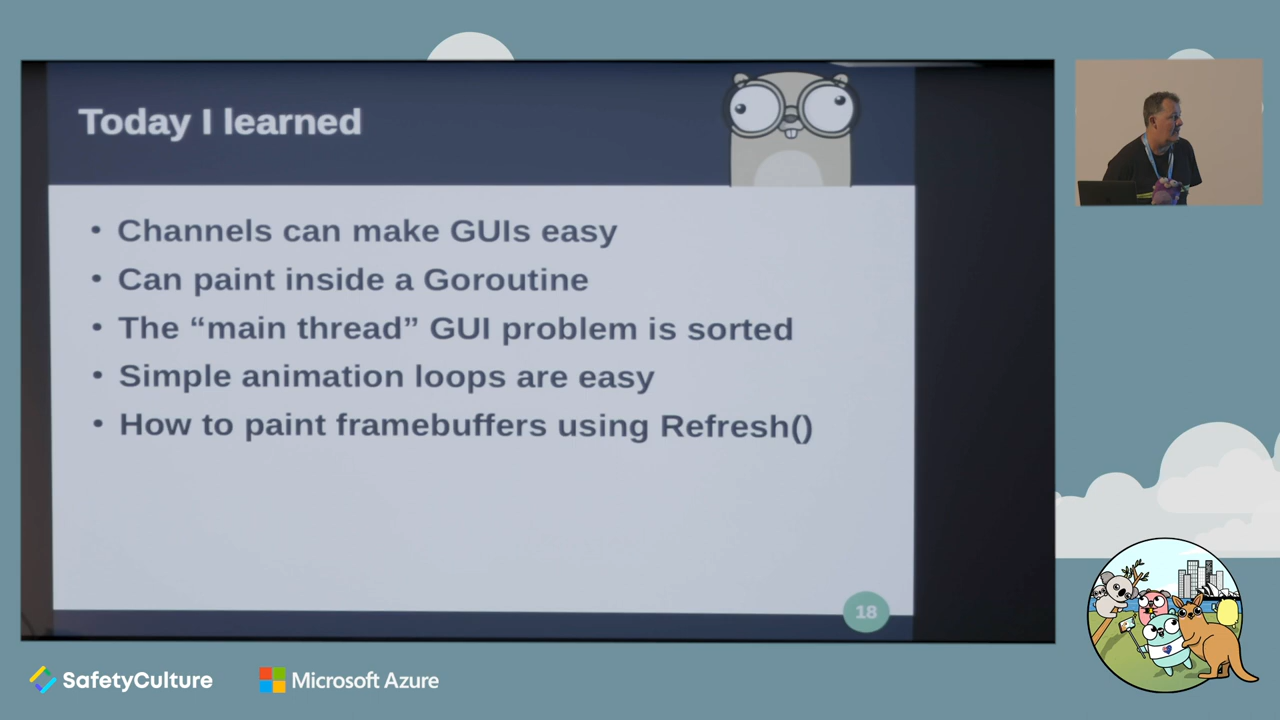 Today I learned
• Channels can make GUIs easy
• Can paint inside a Goroutine
• The “main thread” GUI problem is sorted
• Simple animation loops are easy
• How to paint framebuffers using Refresh()
18
SafetyCulture
Microsoft Azure